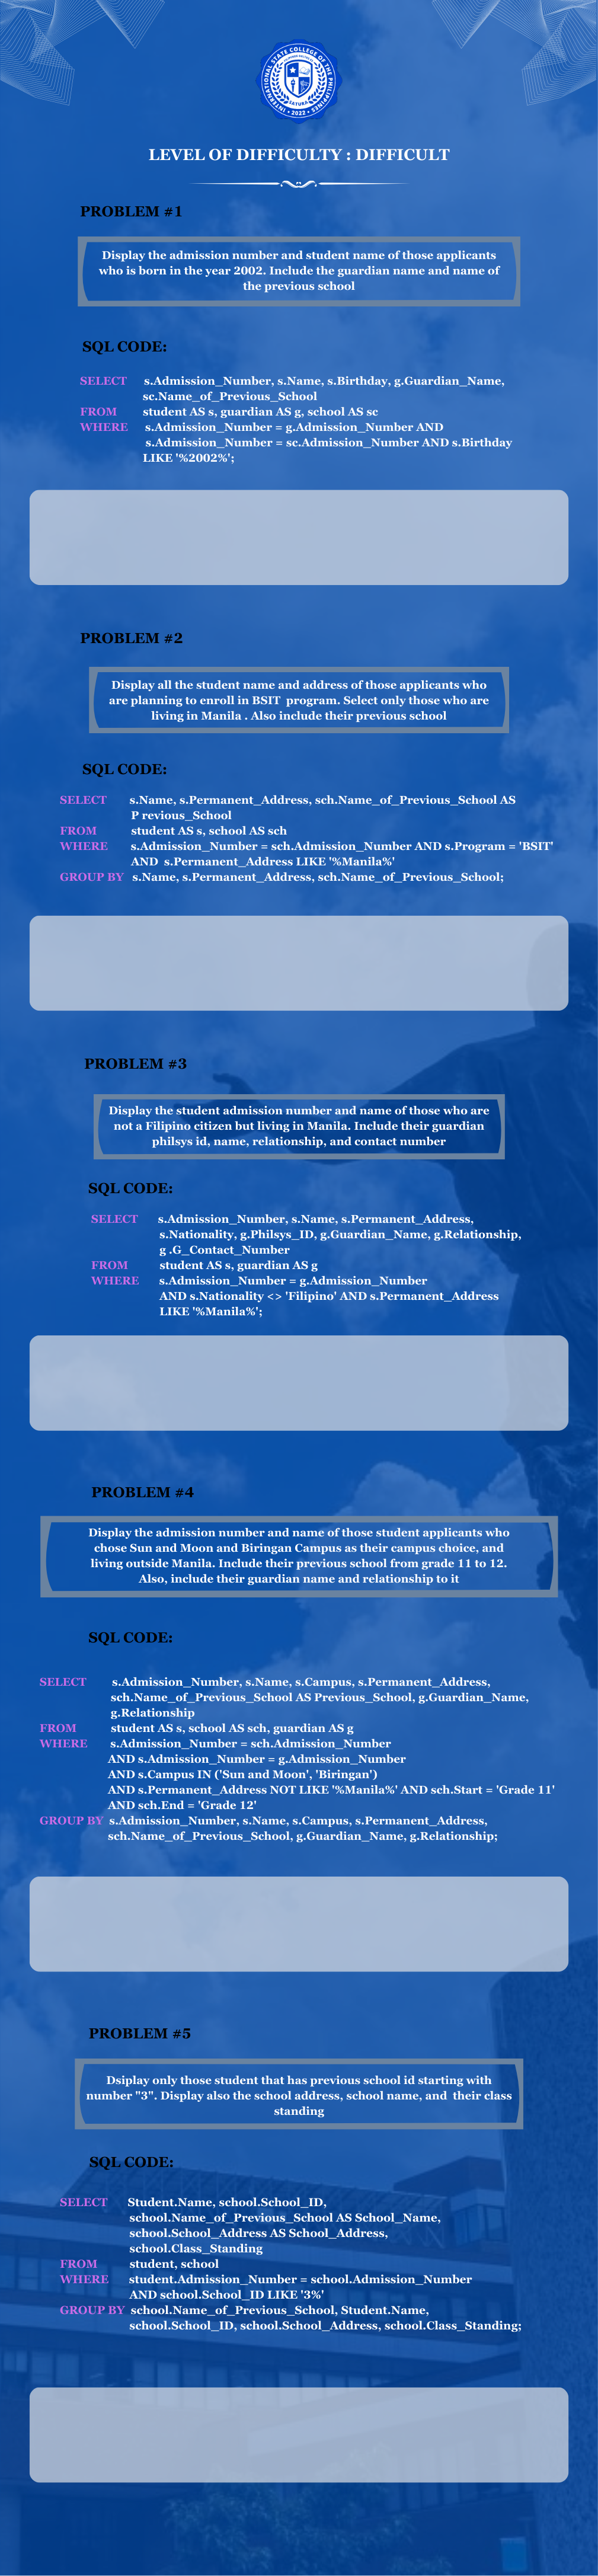 INTERNATIONAL STATE COLLEGE OF THE PHILIPPINES
SATURA
• 2022 •
LEVEL OF DIFFICULTY : DIFFICULT
PROBLEM #1
Display the admission number and student name of those applicants
who is born in the year 2002. Include the guardian name and name of
the previous school
SQL CODE:
SELECT s.Admission_Number, s.Name, s.Birthday, g.Guardian_Name,
sc.Name_of_Previous_School
FROM student AS s, guardian AS g, school AS sc
WHERE s.Admission_Number = g.Admission_Number AND
s.Admission_Number = sc.Admission_Number AND s.Birthday
LIKE '%2002%';
PROBLEM #2
Display all the student name and address of those applicants who
are planning to enroll in BSIT program. Select only those who are
living in Manila . Also include their previous school
SQL CODE:
SELECT s.Name, s.Permanent_Address, sch.Name_of_Previous_School AS
P revious_School
FROM student AS s, school AS sch
WHERE s.Admission_Number = sch.Admission_Number AND s.Program = 'BSIT'
AND s.Permanent_Address LIKE '%Manila%'
GROUP BY s.Name, s.Permanent_Address, sch.Name_of_Previous_School;
PROBLEM #3
Display the student admission number and name of those who are
not a Filipino citizen but living in Manila. Include their guardian
philsys id, name, relationship, and contact number
SQL CODE:
SELECT s.Admission_Number, s.Name, s.Permanent_Address,
s.Nationality, g.Philsys_ID, g.Guardian_Name, g.Relationship,
g .G_Contact_Number
FROM student AS s, guardian AS g
WHERE s.Admission_Number = g.Admission_Number
AND s.Nationality <> 'Filipino' AND s.Permanent_Address
LIKE '%Manila%';
PROBLEM #4
Display the admission number and name of those student applicants who
chose Sun and Moon and Biringan Campus as their campus choice, and
living outside Manila. Include their previous school from grade 11 to 12.
Also, include their guardian name and relationship to it
SQL CODE:
SELECT s.Admission_Number, s.Name, s.Campus, s.Permanent_Address,
sch.Name_of_Previous_School AS Previous_School, g.Guardian_Name,
g.Relationship
FROM student AS s, school AS sch, guardian AS g
WHERE s.Admission_Number = sch.Admission_Number
AND s.Admission_Number = g.Admission_Number
AND s.Campus IN ('Sun and Moon', 'Biringan')
AND s.Permanent_Address NOT LIKE '%Manila%' AND sch.Start = 'Grade 11'
AND sch.End = 'Grade 12'
GROUP BY s.Admission_Number, s.Name, s.Campus, s.Permanent_Address,
sch.Name_of_Previous_School, g.Guardian_Name, g.Relationship;
PROBLEM #5
Dsiplay only those student that has previous school id starting with
number "3". Display also the school address, school name, and their class
standing
SQL CODE:
SELECT Student.Name, school.School_ID,
school.Name_of_Previous_School AS School_Name,
school.School_Address AS School_Address,
school.Class_Standing
FROM student, school
WHERE student.Admission_Number = school.Admission_Number
AND school.School_ID LIKE '3%'
GROUP BY school.Name_of_Previous_School, Student.Name,
school.School_ID, school.School_Address, school.Class_Standing;